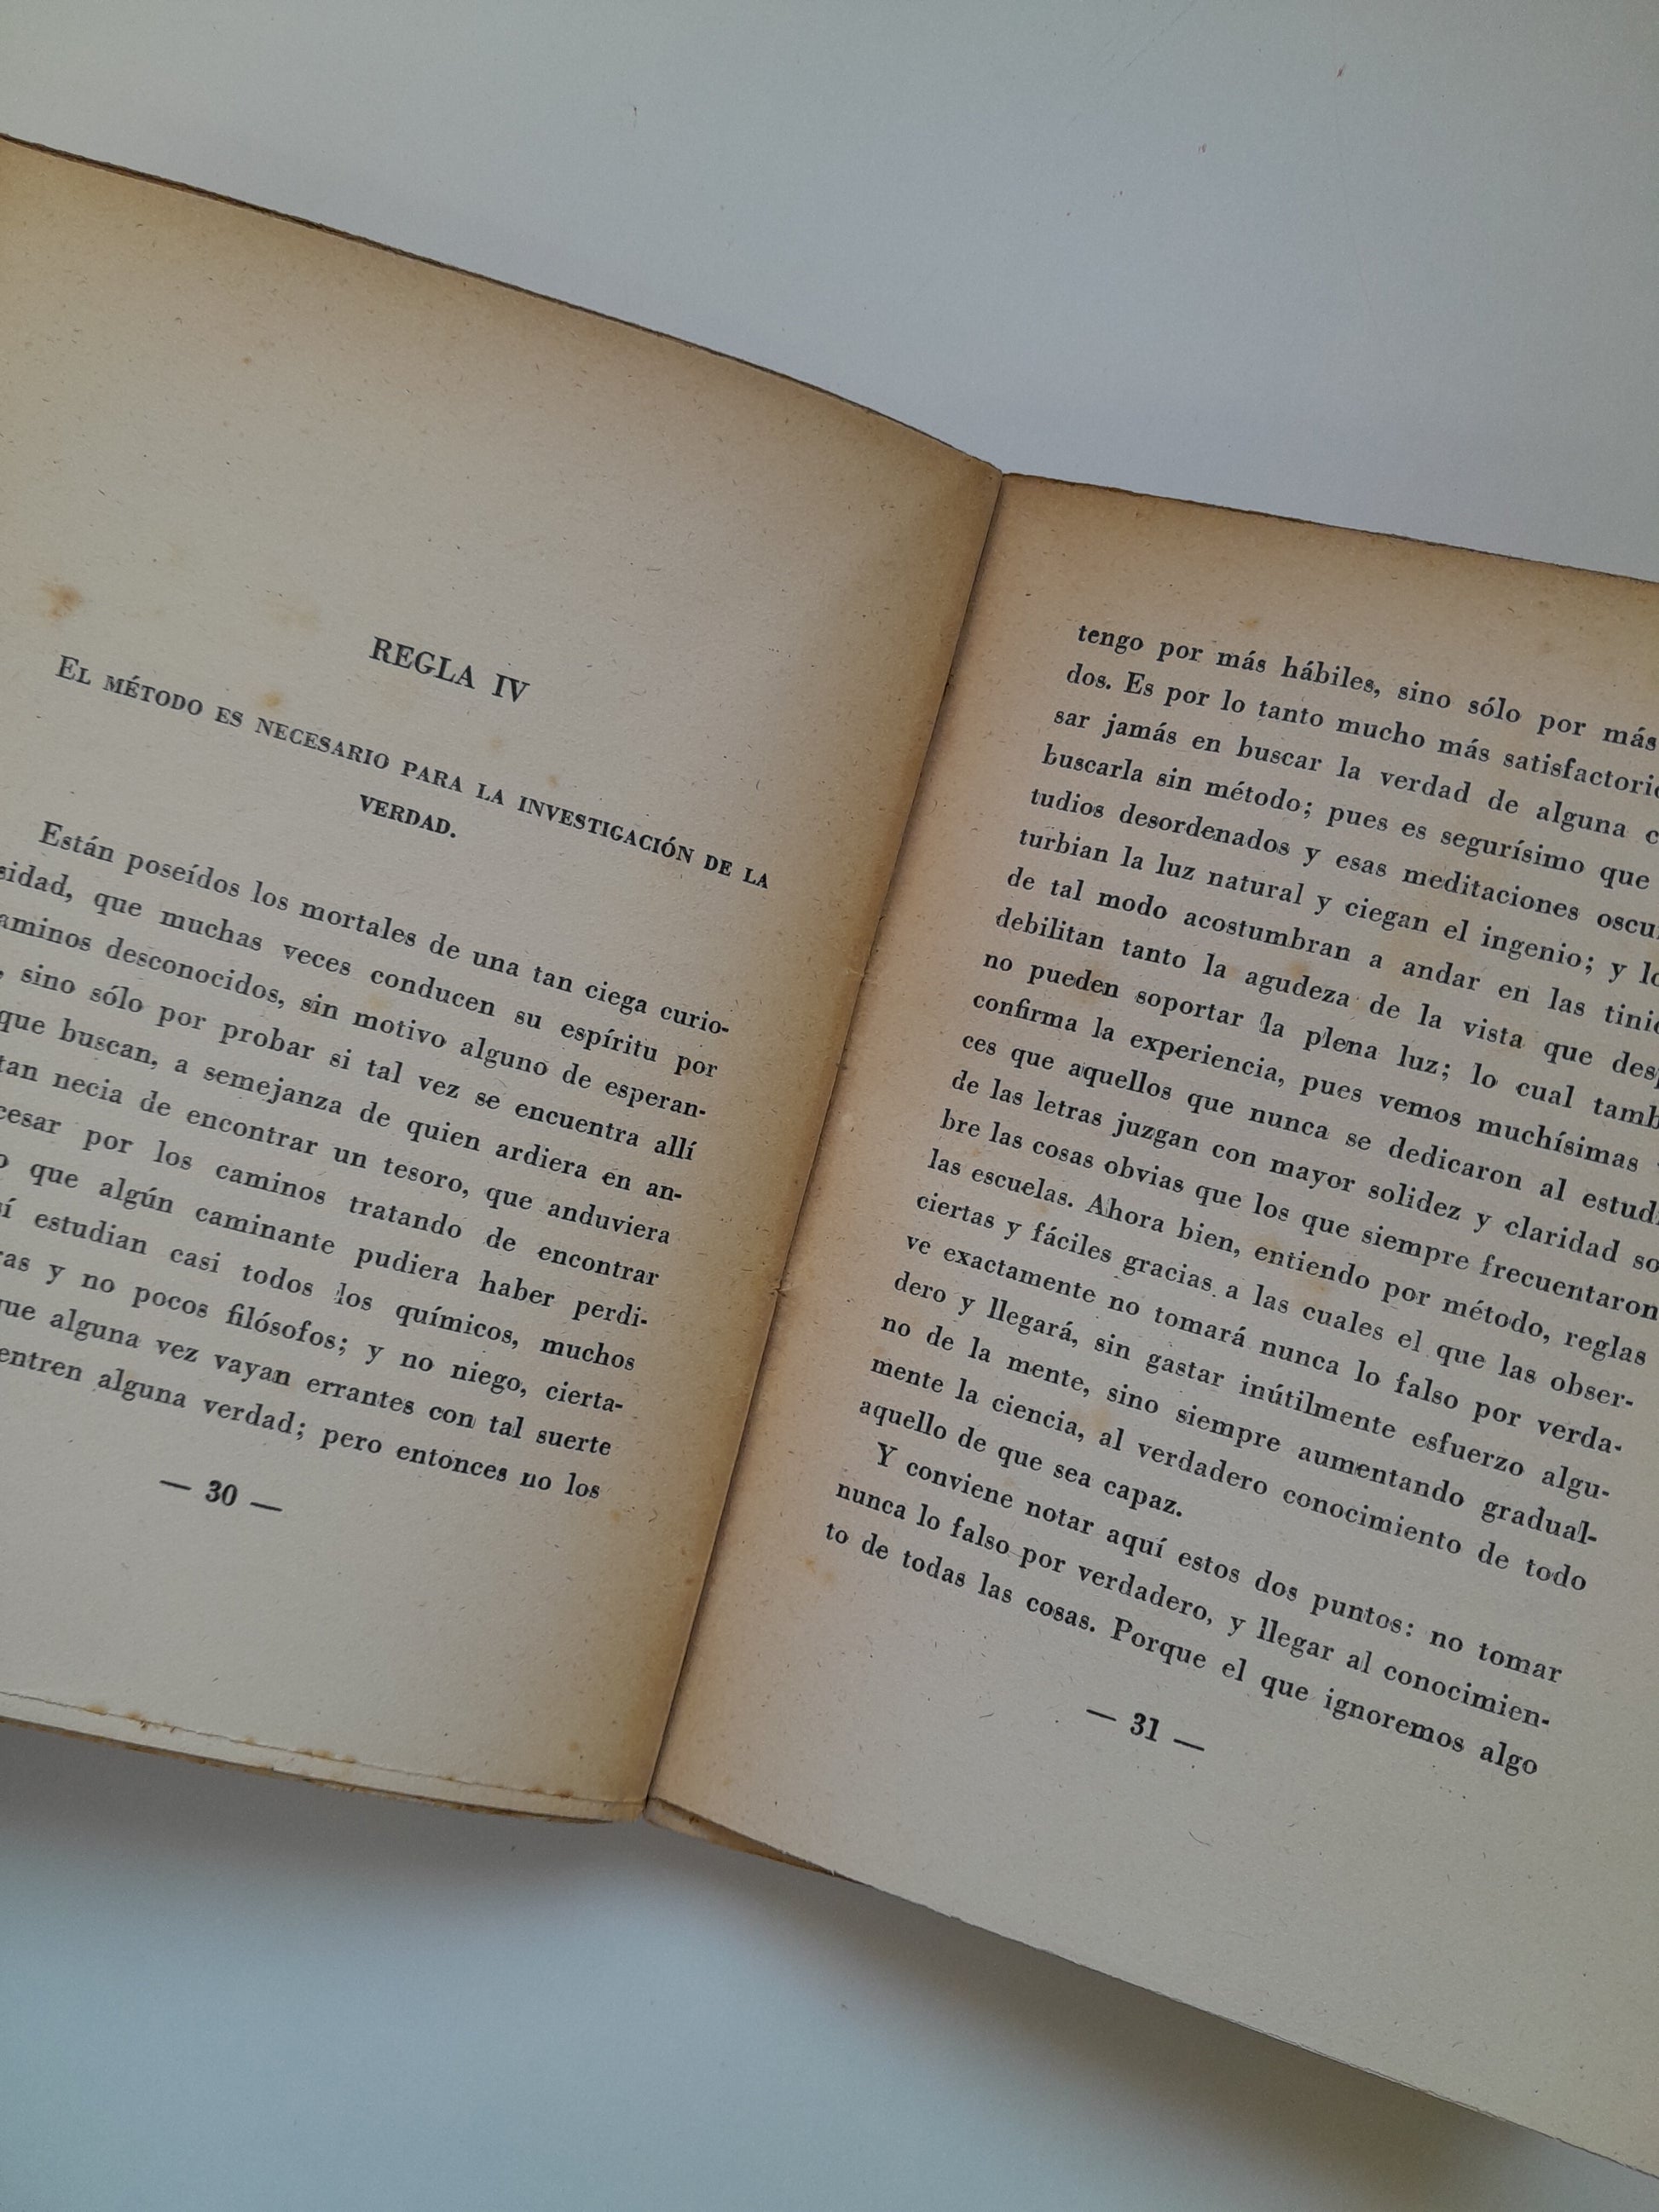 REGLA IV
EL MÉTODO ES NECESARIO PARA LA INVESTIGACIÓN DE LA
VERDAD.
Están poseídos los mortales de una tan ciega curio-
sidad, que muchas veces conducen su espíritu por
aminos desconocidos, sin motivo alguno de esperan-
, sino sólo por probar si tal vez se encuentra allí
que buscan, a semejanza de quien ardiera en an-
tan necia de encontrar un tesoro, que anduviera
cesar por los caminos tratando de encontrar
o que algún caminante pudiera haber perdi-
sí estudian casi todos los químicos, muchos
ras y no pocos filósofos; y no niego, cierta-
que alguna vez vayan errantes con tal suerte
entren alguna verdad; pero entonces no los
— 30 —
tengo por más hábiles, sino sólo por más
dos. Es por lo tanto mucho más satisfactorio
sar jamás en buscar la verdad de alguna c
buscarla sin método; pues es segurísimo que
tudios desordenados y esas meditaciones oscu
turbian la luz natural y ciegan el ingenio; y lo
de tal modo acostumbran a andar en las tinie
debilitan tanto la agudeza de la vista que desp
no pueden soportar la plena luz; lo cual tamb
confirma la experiencia, pues vemos muchísimas
ces que aquellos que nunca se dedicaron al estudi
de las letras juzgan con mayor solidez y claridad so
bre las cosas obvias que los que siempre frecuentaron
las escuelas. Ahora bien, entiendo por método, reglas
ciertas y fáciles gracias a las cuales el que las obser-
ve exactamente no tomará nunca lo falso por verda-
dero y llegará, sin gastar inútilmente esfuerzo algu-
no de la mente, sino siempre aumentando gradual-
mente la ciencia, al verdadero conocimiento de todo
aquello de que sea capaz.
Y conviene notar aquí estos dos puntos: no tomar
nunca lo falso por verdadero, y llegar al conocimien-
to de todas las cosas. Porque el que ignoremos algo
— 31 —